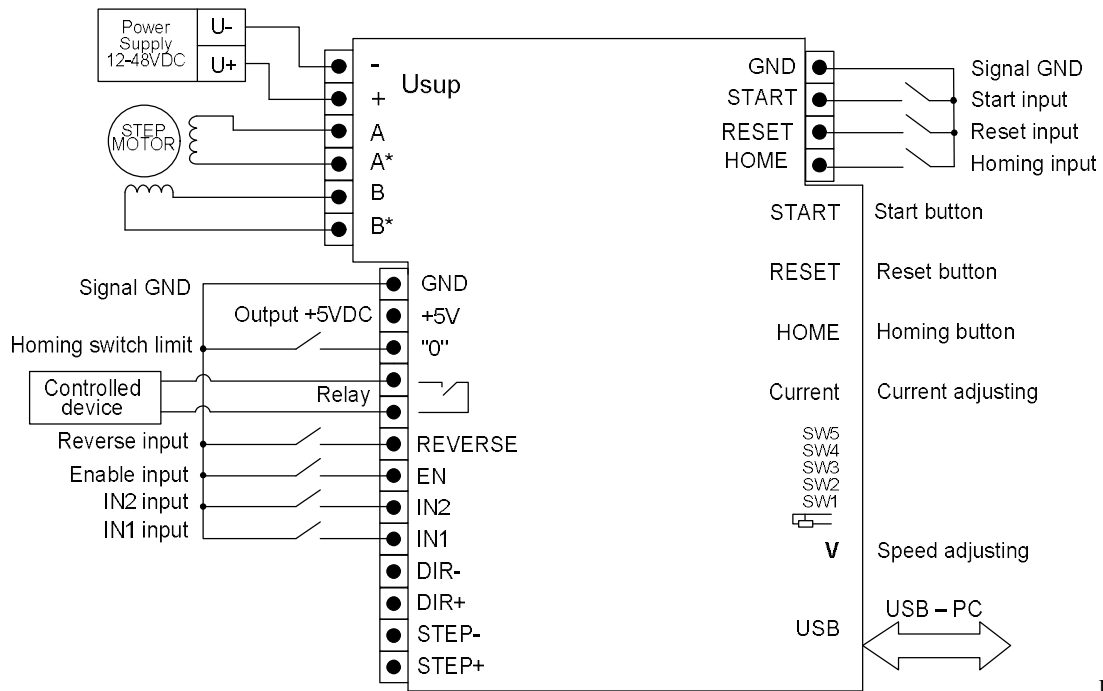 Power
Supply
12-48VDC
U-
U+
-
+
Usup
STEP
MOTOR
A
A*
B
B*
Signal GND
GND
Output +5VDC
+5V
Homing switch limit
"0"
Controlled
device
Relay
Reverse input
REVERSE
Enable input
EN
IN2 input
IN2
IN1 input
IN1
DIR-
DIR+
STEP-
STEP+
GND
Signal GND
START
Start input
RESET
Reset input
HOME
Homing input
START
Start button
RESET
Reset button
HOME
Homing button
Current
Current adjusting
SW5
SW4
SW3
SW2
SW1
V
Speed adjusting
USB
USB – PC